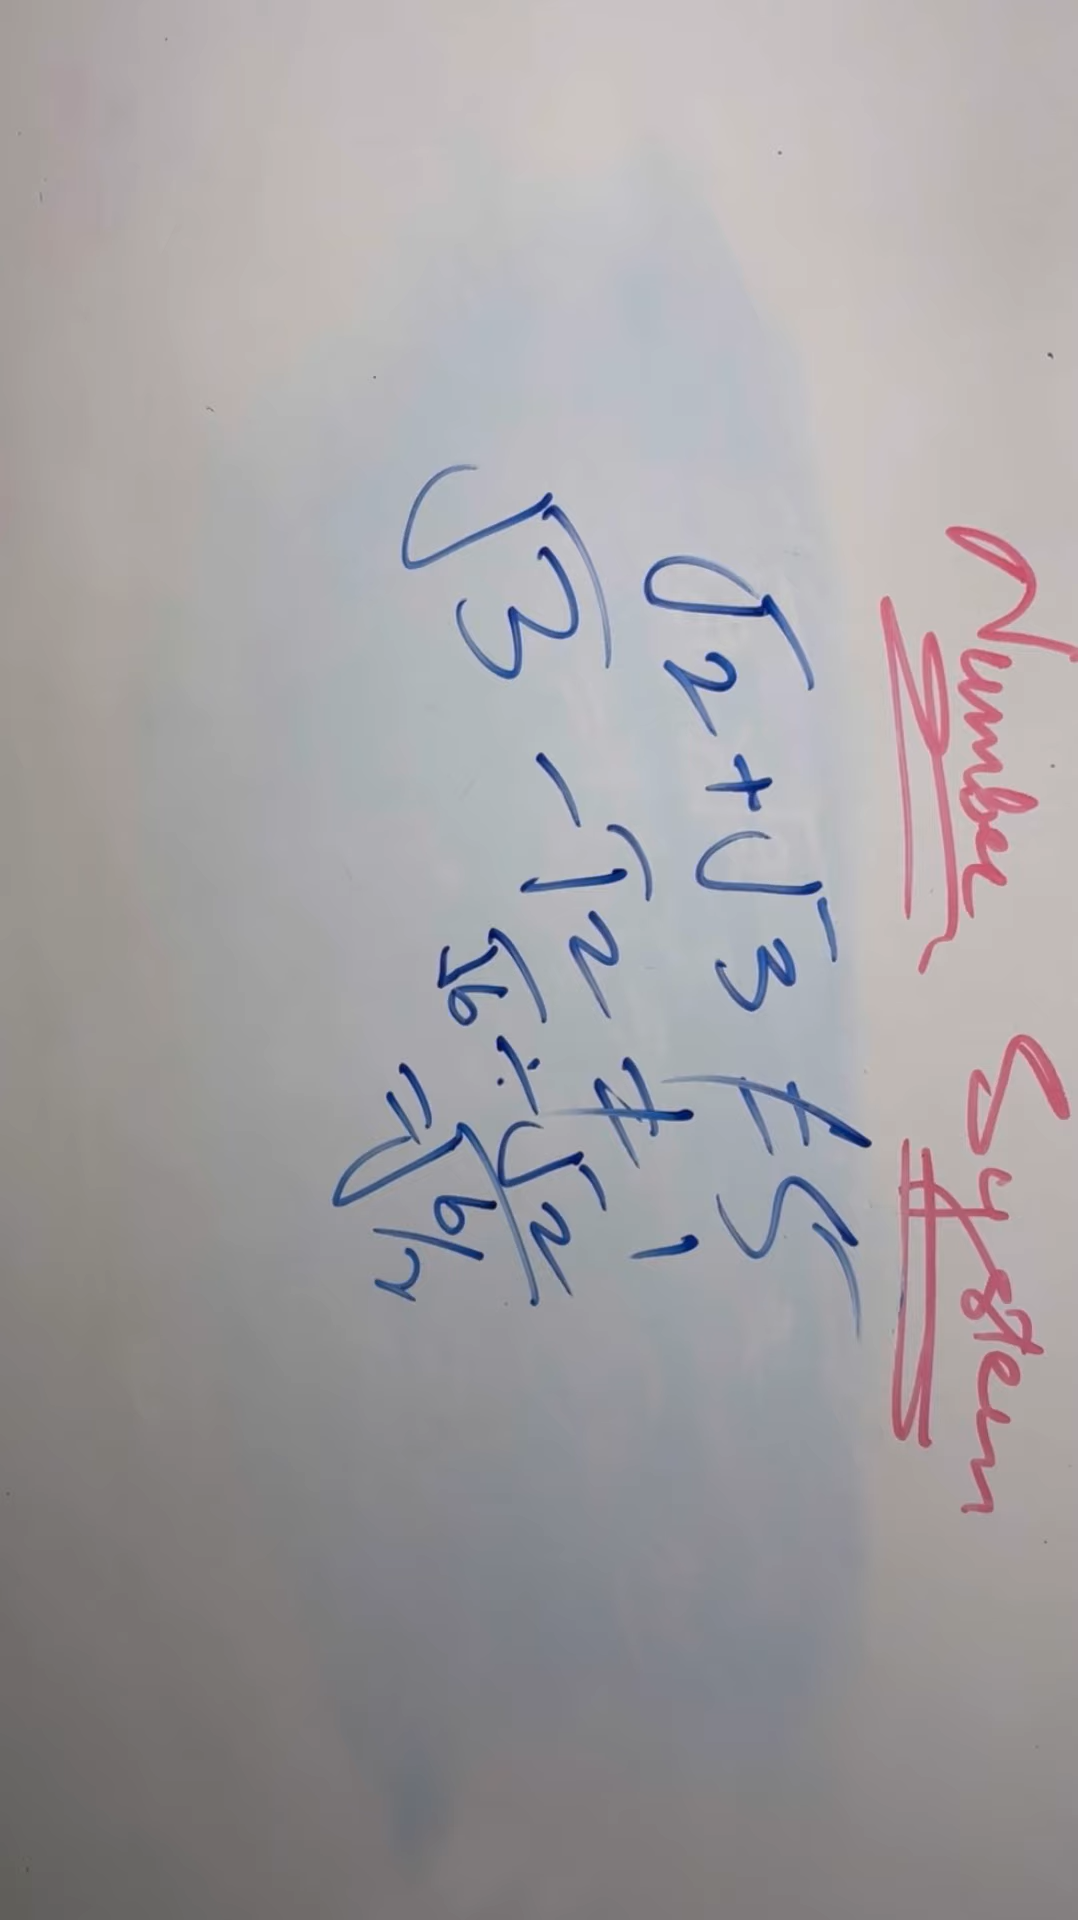 Number System
√2 + √3 ≠ 5
√3 - √2 ≠ 1
√6 ÷ √2
= √6/2